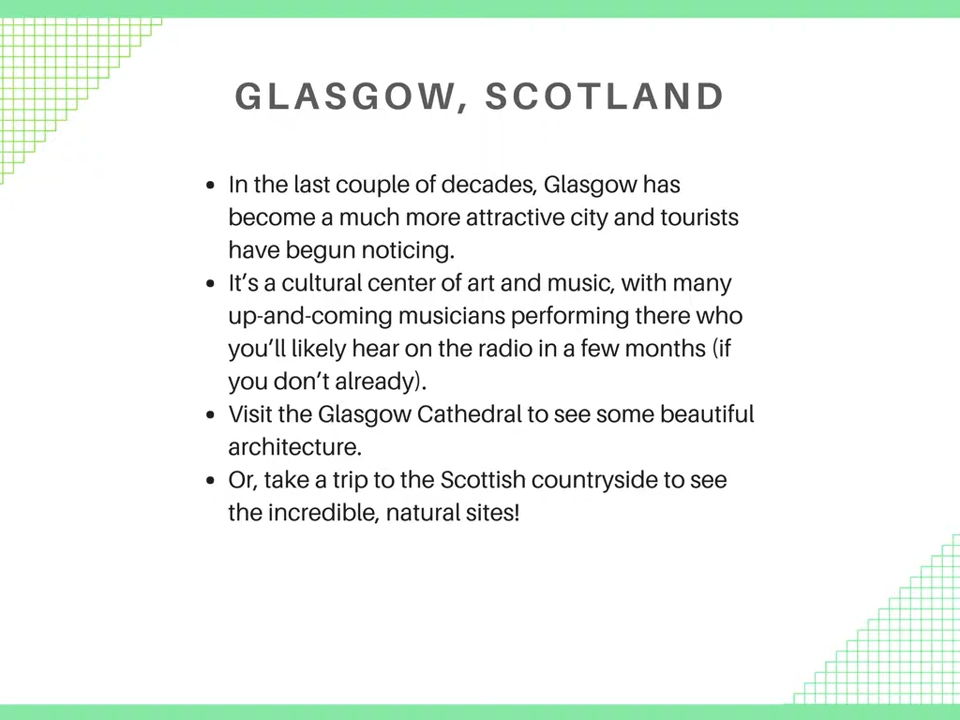 GLASGOW, SCOTLAND
• In the last couple of decades, Glasgow has
become a much more attractive city and tourists
have begun noticing.
• It’s a cultural center of art and music, with many
up-and-coming musicians performing there who
you’ll likely hear on the radio in a few months (if
you don’t already).
• Visit the Glasgow Cathedral to see some beautiful
architecture.
• Or, take a trip to the Scottish countryside to see
the incredible, natural sites!